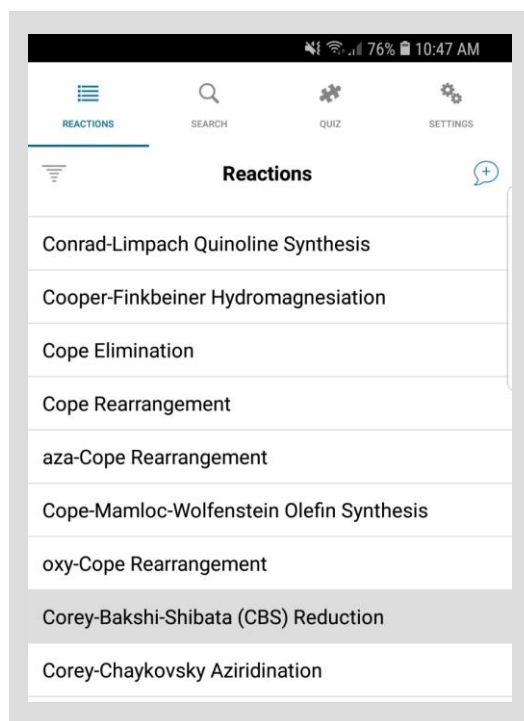 76% 10:47 AM
REACTIONS SEARCH QUIZ SETTINGS
Reactions
Conrad-Limpach Quinoline Synthesis
Cooper-Finkbeiner Hydromagnesiation
Cope Elimination
Cope Rearrangement
aza-Cope Rearrangement
Cope-Mamloc-Wolfenstein Olefin Synthesis
oxy-Cope Rearrangement
Corey-Bakshi-Shibata (CBS) Reduction
Corey-Chaykovsky Aziridination